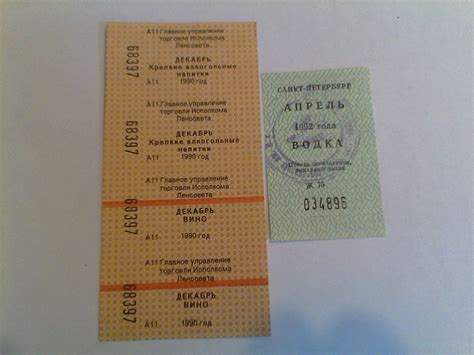 А11 Главное управление
торговли Исполкома
Ленсовета
68397
ДЕКАБРЬ
Крепкие алкогольные
напитки
1990 год
А11 Главное управление
торговли Исполкома
Ленсовета
68397
ДЕКАБРЬ
Крепкие алкогольные
напитки
А11 1990 год
А11 Главное управление
торговли Исполкома
Ленсовета
68397
ДЕКАБРЬ
ВИНО
А11 1990 год
А11 Главное управление
торговли Исполкома
Ленсовета
68397
ДЕКАБРЬ
ВИНО
А11 1990 год
САНКТ-ПЕТЕРБУРГ
АПРЕЛЬ
1992 года
ВОДКА
Ж 75
034896